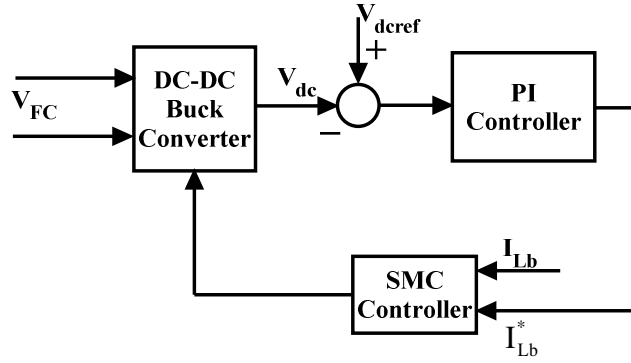 V_dcref
+
DC-DC
Buck
Converter
V_FC
V_dc
−
PI
Controller
I_Lb
SMC
Controller
I*_Lb